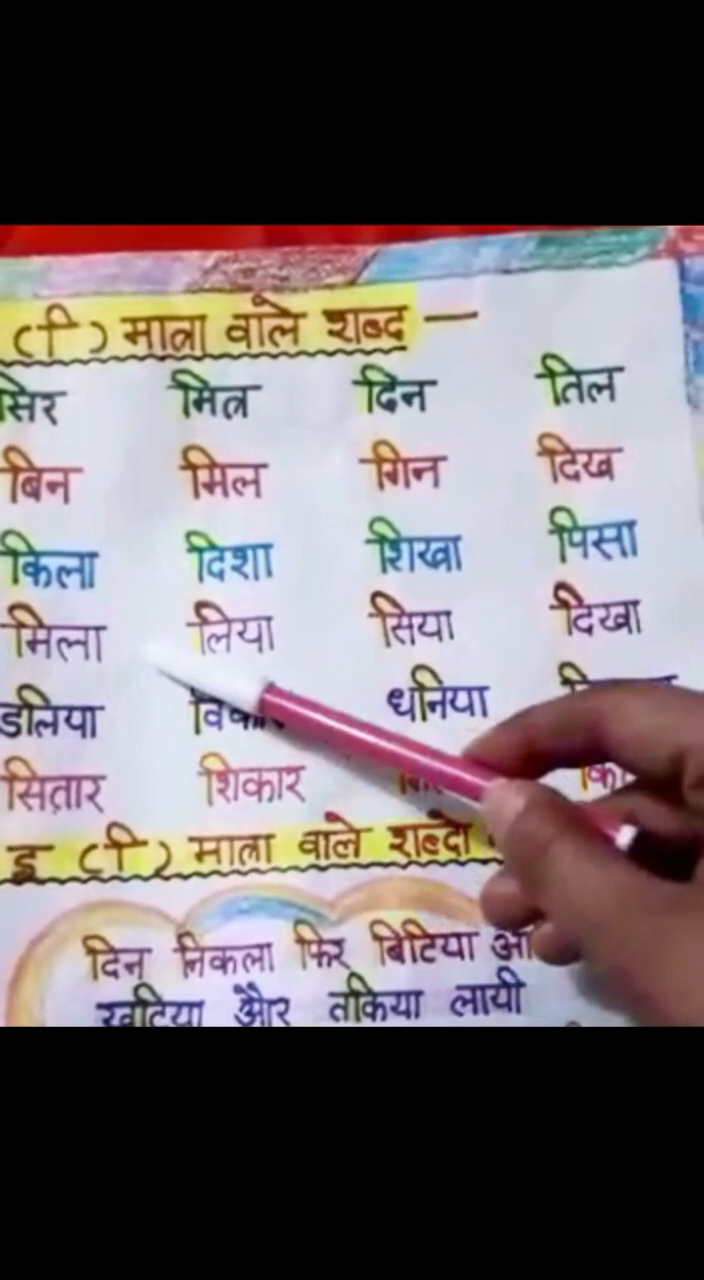 (ि) मात्रा वाले शब्द —
सिर मित्र दिन तिल
बिन मिल गिन दिख
किला दिशा शिखा पिसा
मिला लिया सिया दिखा
डलिया धनिया
सितार शिकार
इ (ि) मात्रा वाले शब्दो
दिन निकला फिर बिटिया
खटिया और तकिया लायी